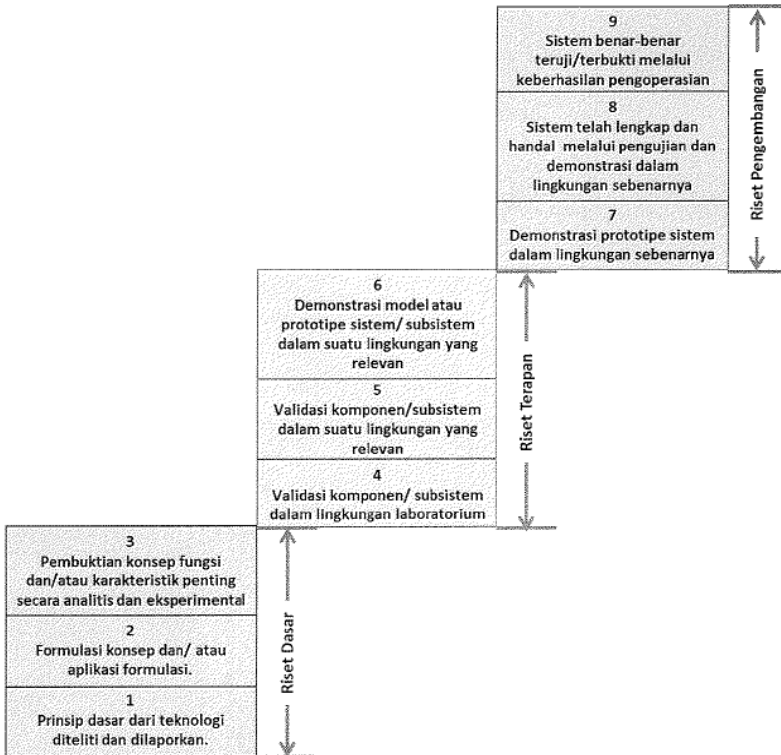 9
Sistem benar-benar
teruji/terbukti melalui
keberhasilan pengoperasian
8
Sistem telah lengkap dan
handal melalui pengujian dan
demonstrasi dalam
lingkungan sebenarnya
7
Demonstrasi prototipe sistem
dalam lingkungan sebenarnya
Riset Pengembangan
6
Demonstrasi model atau
prototipe sistem/ subsistem
dalam suatu lingkungan yang
relevan
5
Validasi komponen/subsistem
dalam suatu lingkungan yang
relevan
4
Validasi komponen/ subsistem
dalam lingkungan laboratorium
Riset Terapan
3
Pembuktian konsep fungsi
dan/atau karakteristik penting
secara analitis dan eksperimental
2
Formulasi konsep dan/ atau
aplikasi formulasi.
1
Prinsip dasar dari teknologi
diteliti dan dilaporkan.
Riset Dasar